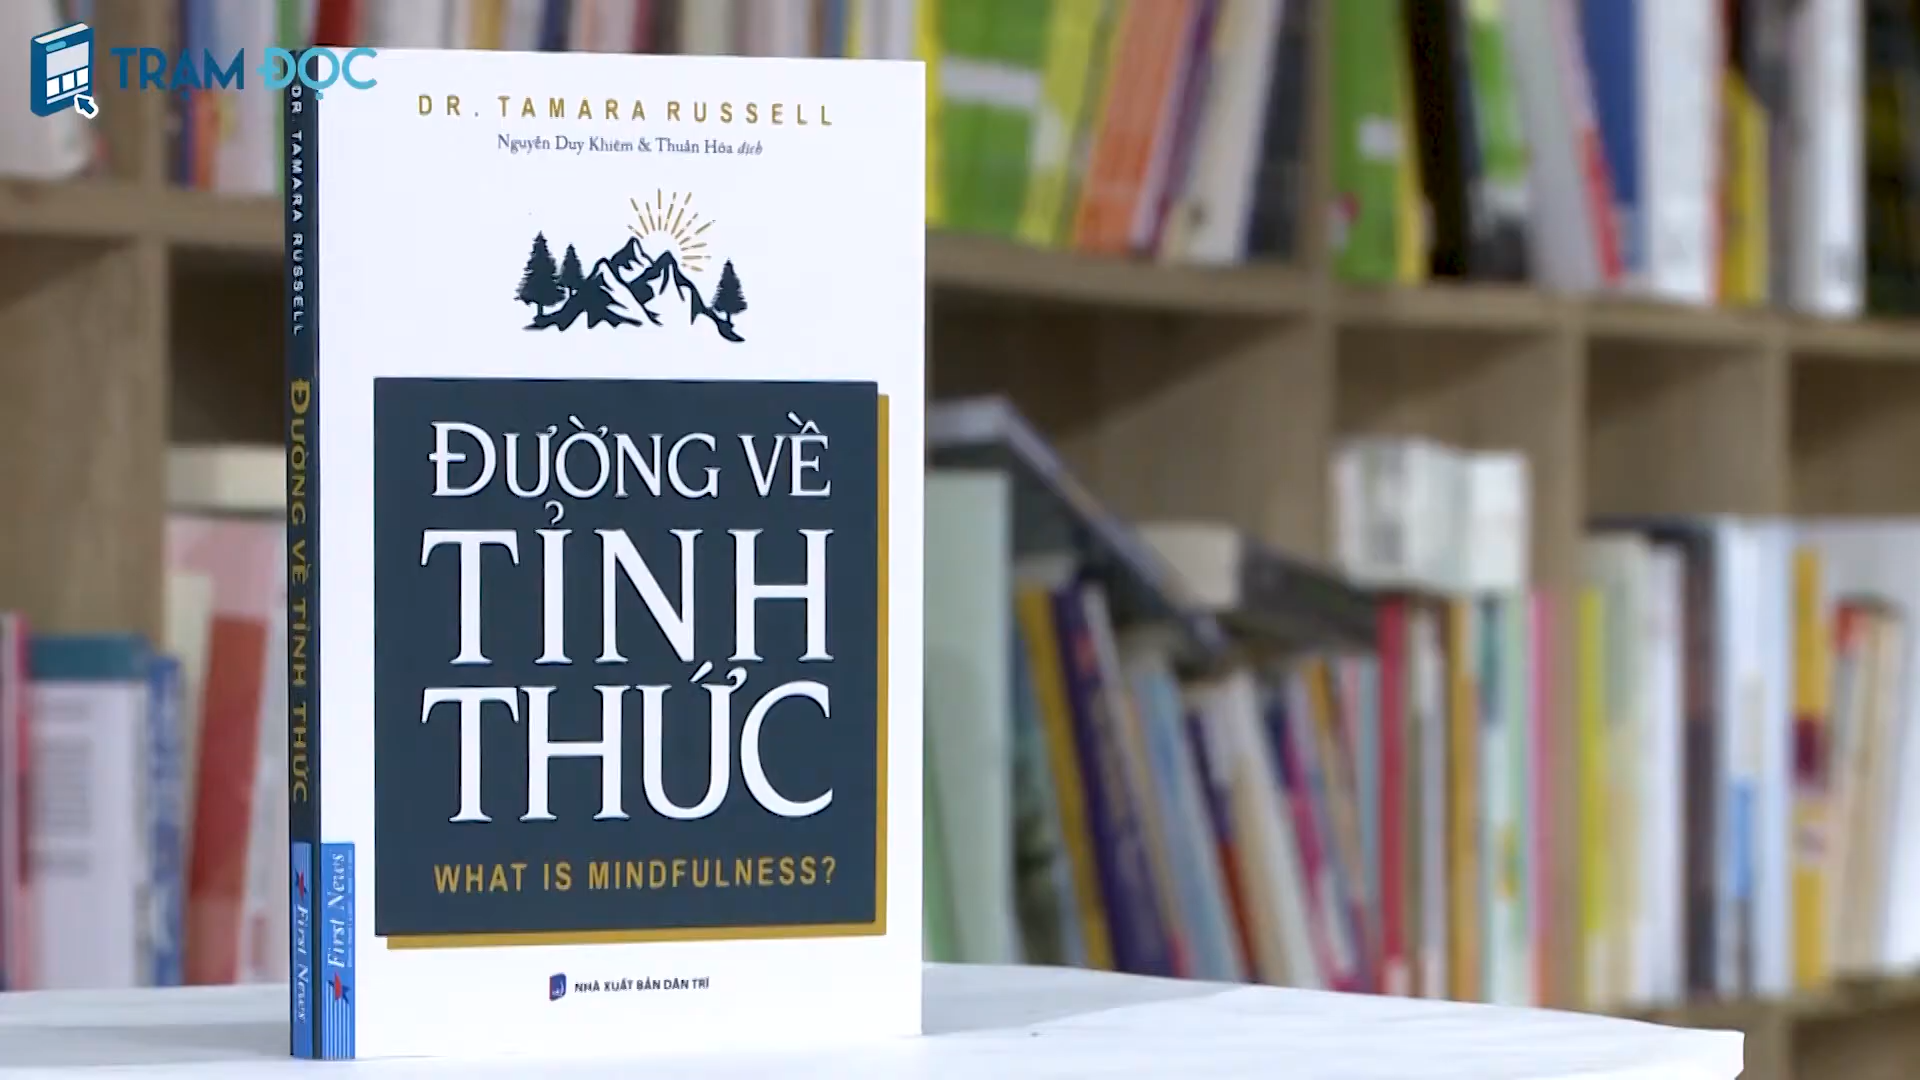 TRẠM ĐỌC
DR. TAMARA RUSSELL
Nguyễn Duy Khiêm & Thuần Hóa dịch
ĐƯỜNG VỀ
TỈNH
THỨC
WHAT IS MINDFULNESS?
NHÀ XUẤT BẢN DÂN TRÍ
DR. TAMARA RUSSELL
ĐƯỜNG VỀ TỈNH THỨC
First News
First News